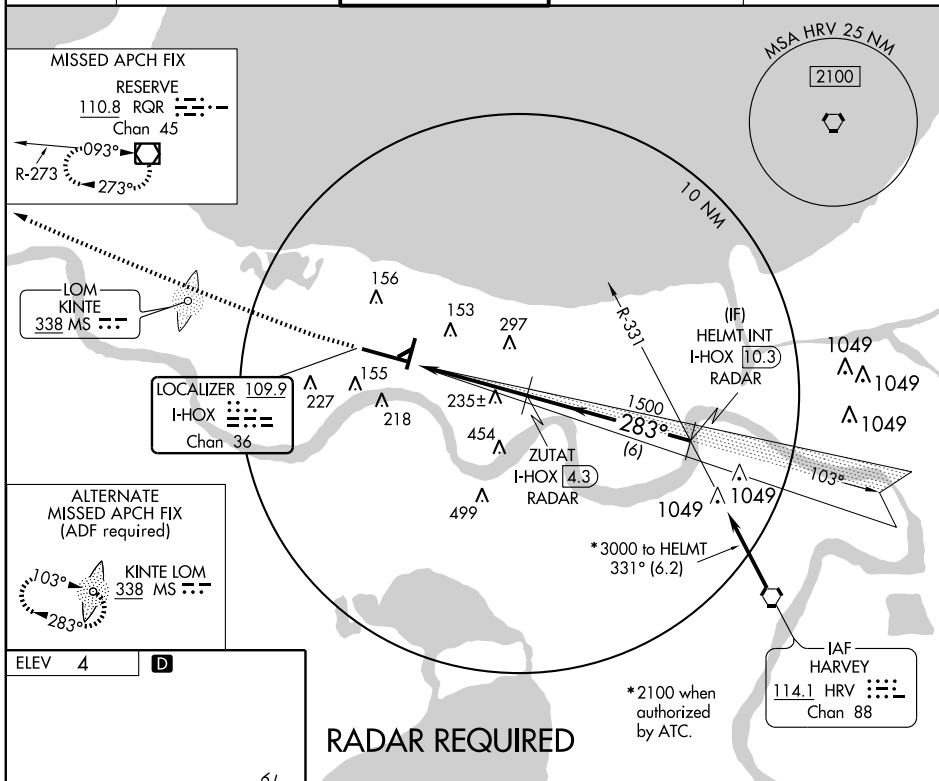 MISSED APCH FIX
RESERVE
110.8 RQR
Chan 45
093°
R-273
273°
MSA HRV 25 NM
2100
10 NM
LOM
KINTE
338 MS
156
153
297
R-331
(IF)
HELMT INT
I-HOX 10.3
RADAR
1049
1049
1049
LOCALIZER 109.9
I-HOX
Chan 36
227
155
218
235±
1500
283°
(6)
454
ZUTAT
I-HOX 4.3
RADAR
499
103°
1049
1049
ALTERNATE
MISSED APCH FIX
(ADF required)
103°
KINTE LOM
338 MS
283°
*3000 to HELMT
331° (6.2)
IAF
HARVEY
114.1 HRV
Chan 88
*2100 when
authorized
by ATC.
ELEV 4 D
RADAR REQUIRED